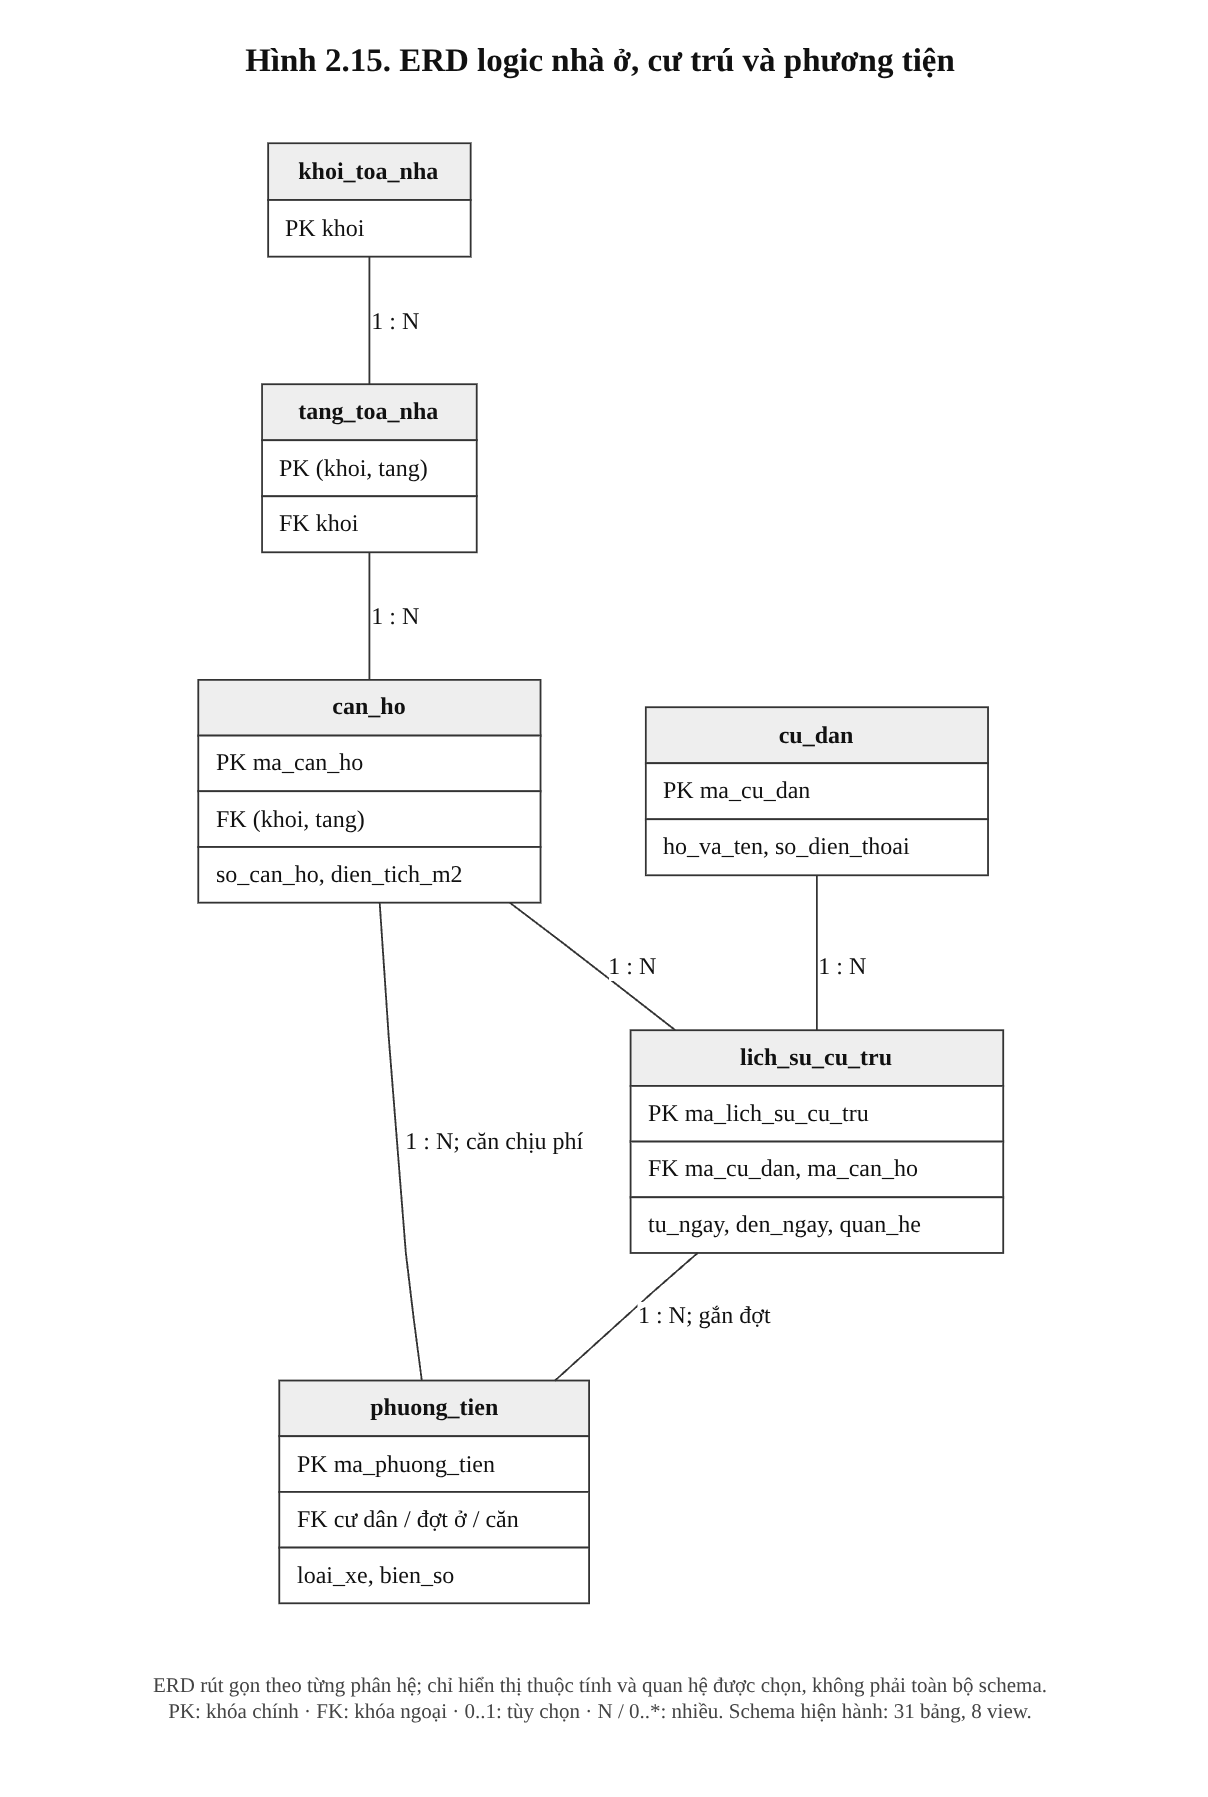 Hình 2.15. ERD logic nhà ở, cư trú và phương tiện
khoi_toa_nha
PK khoi
1 : N
tang_toa_nha
PK (khoi, tang)
FK khoi
1 : N
can_ho
PK ma_can_ho
FK (khoi, tang)
so_can_ho, dien_tich_m2
cu_dan
PK ma_cu_dan
ho_va_ten, so_dien_thoai
1 : N
1 : N
lich_su_cu_tru
PK ma_lich_su_cu_tru
FK ma_cu_dan, ma_can_ho
tu_ngay, den_ngay, quan_he
1 : N; căn chịu phí
1 : N; gắn đợt
phuong_tien
PK ma_phuong_tien
FK cư dân / đợt ở / căn
loai_xe, bien_so
ERD rút gọn theo từng phân hệ; chỉ hiển thị thuộc tính và quan hệ được chọn, không phải toàn bộ schema.
PK: khóa chính · FK: khóa ngoại · 0..1: tùy chọn · N / 0..*: nhiều. Schema hiện hành: 31 bảng, 8 view.